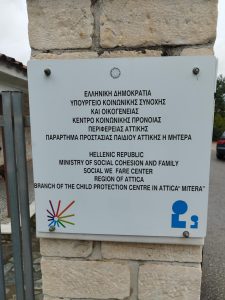 ΕΛΛΗΝΙΚΗ ΔΗΜΟΚΡΑΤΙΑ
ΥΠΟΥΡΓΕΙΟ ΚΟΙΝΩΝΙΚΗΣ ΣΥΝΟΧΗΣ
ΚΑΙ ΟΙΚΟΓΕΝΕΙΑΣ
ΚΕΝΤΡΟ ΚΟΙΝΩΝΙΚΗΣ ΠΡΟΝΟΙΑΣ
ΠΕΡΙΦΕΡΕΙΑΣ ΑΤΤΙΚΗΣ
ΠΑΡΑΡΤΗΜΑ ΠΡΟΣΤΑΣΙΑΣ ΠΑΙΔΙΟΥ ΑΤΤΙΚΗΣ Η ΜΗΤΕΡΑ
HELLENIC REPUBLIC
MINISTRY OF SOCIAL COHESION AND FAMILY
SOCIAL WE FARE CENTER
REGION OF ATTICA
BRANCH OF THE CHILD PROTECTION CENTRE IN ATTICA" MITERA"